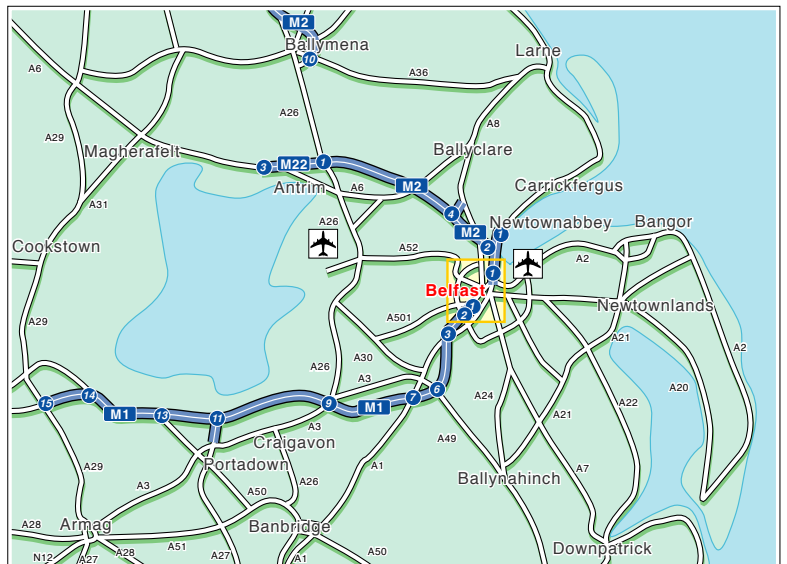 M2
Ballymena
Larne
10
A6
A36
A26
A8
A29
Magherafelt
Ballyclare
3
M22
1
Antrim
A6
M2
Carrickfergus
A31
4
A26
Newtownabbey
Bangor
M2
1
2
Cookstown
A52
A2
1
Belfast
Newtownlands
1
A501
2
A29
3
A21
A2
A30
A26
A3
A20
6
7
A24
A22
15
14
M1
13
11
9
M1
A3
A21
Craigavon
A49
Portadown
A1
A29
A3
A50
A26
Ballynahinch
A7
A28
Armag
Banbridge
N12
A27
A28
A51
A27
A1
A50
Downpatrick